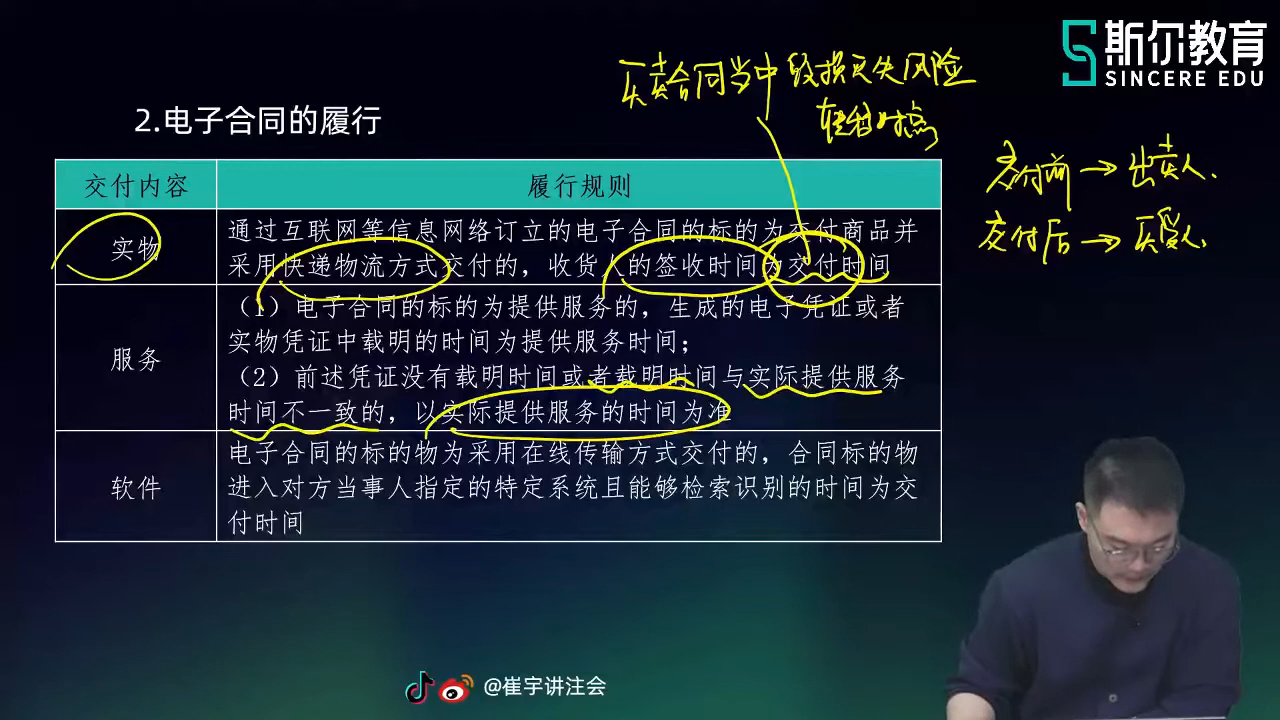 斯尔教育
SINCERE EDU
买卖合同当中毁损灭失风险
转移时点
2.电子合同的履行
交付前→出卖人.
交付后→买受人.
交付内容 履行规则
实物
通过互联网等信息网络订立的电子合同的标的为交付商品并
采用快递物流方式交付的，收货人的签收时间为交付时间
服务
（1）电子合同的标的为提供服务的，生成的电子凭证或者
实物凭证中载明的时间为提供服务时间；
（2）前述凭证没有载明时间或者载明时间与实际提供服务
时间不一致的，以实际提供服务的时间为准
软件
电子合同的标的物为采用在线传输方式交付的，合同标的物
进入对方当事人指定的特定系统且能够检索识别的时间为交
付时间
@崔宇讲注会